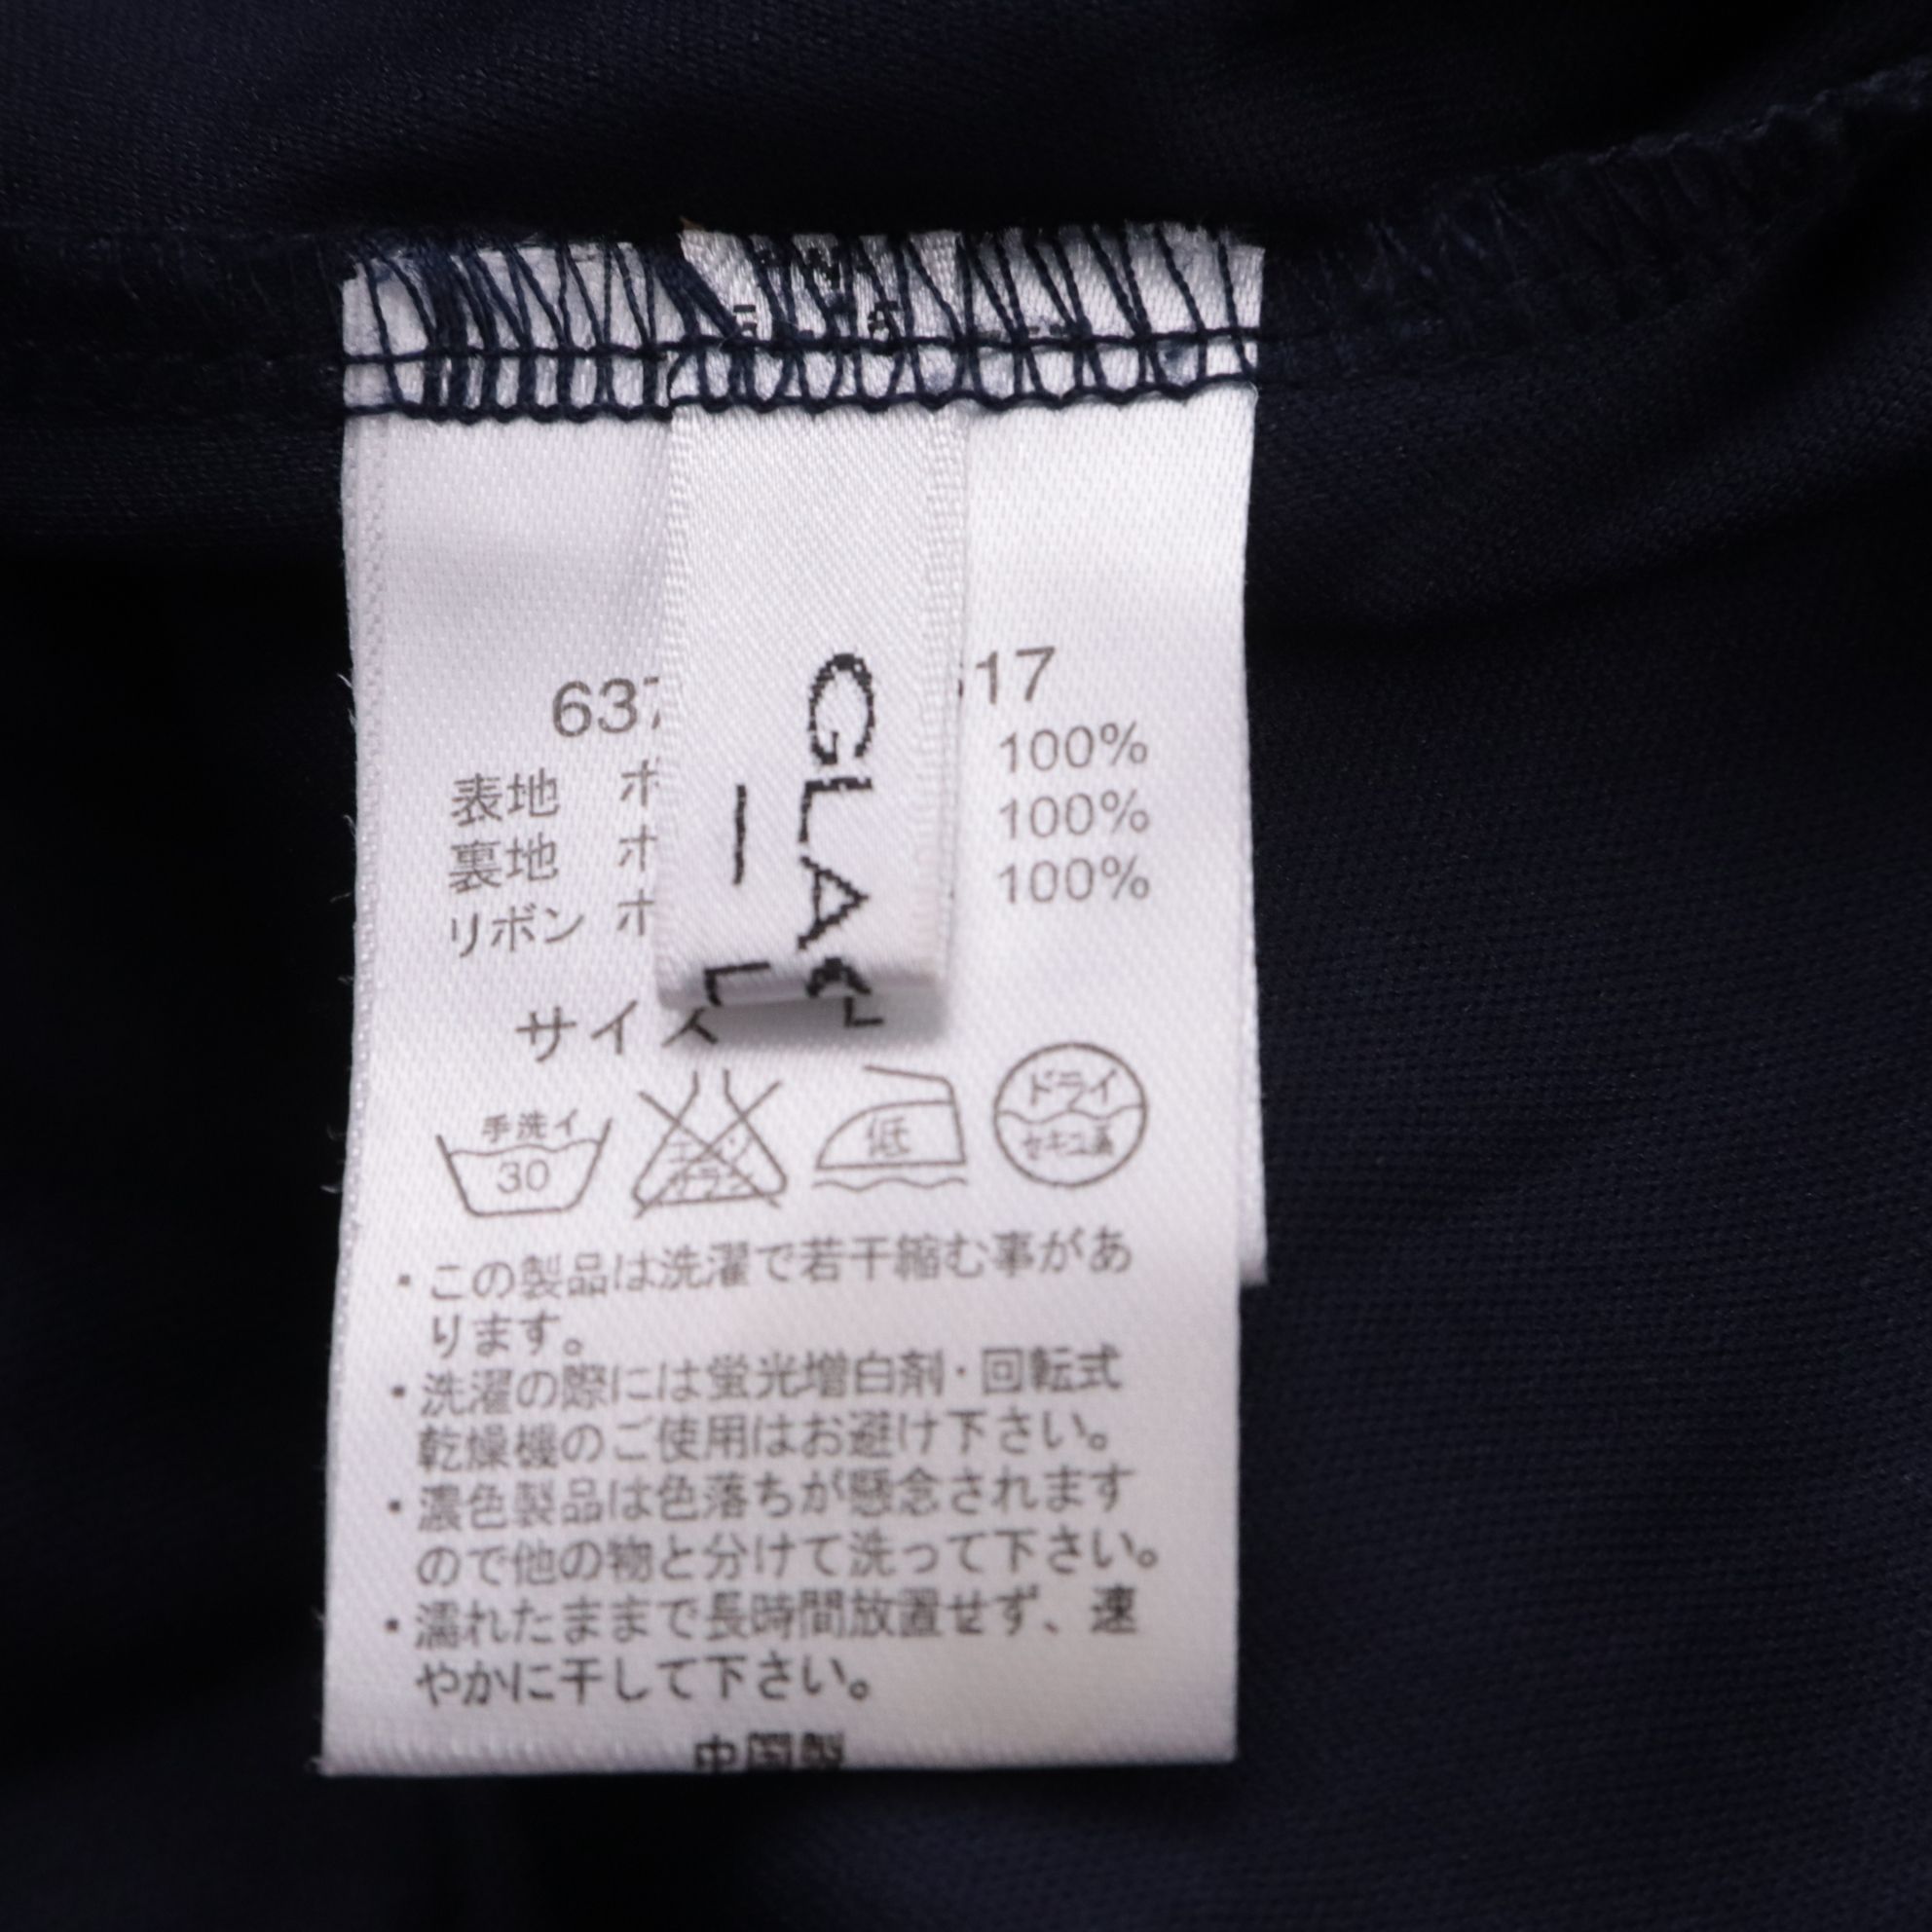 637 17
表地 ポ 100%
裏地 ポ 100%
リボン ポ 100%
サイズ
GLA
手洗イ
30
エンソ
サラシ
低
ドライ
セキユ系
・この製品は洗濯で若干縮む事があ
ります。
・洗濯の際には蛍光増白剤・回転式
乾燥機のご使用はお避け下さい。
・濃色製品は色落ちが懸念されます
ので他の物と分けて洗って下さい。
・濡れたままで長時間放置せず、速
やかに干して下さい。
中国製